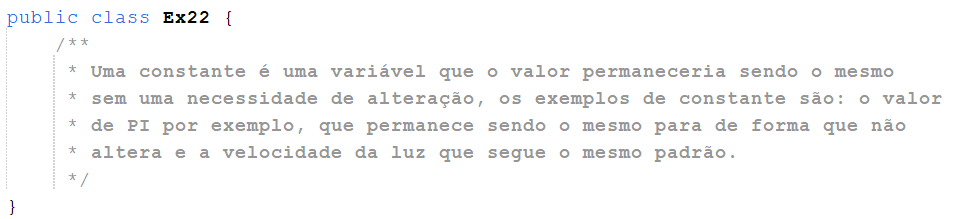 public class Ex22 {
/**
* Uma constante é uma variável que o valor permaneceria sendo o mesmo
* sem uma necessidade de alteração, os exemplos de constante são: o valor
* de PI por exemplo, que permanece sendo o mesmo para de forma que não
* altera e a velocidade da luz que segue o mesmo padrão.
*/
}